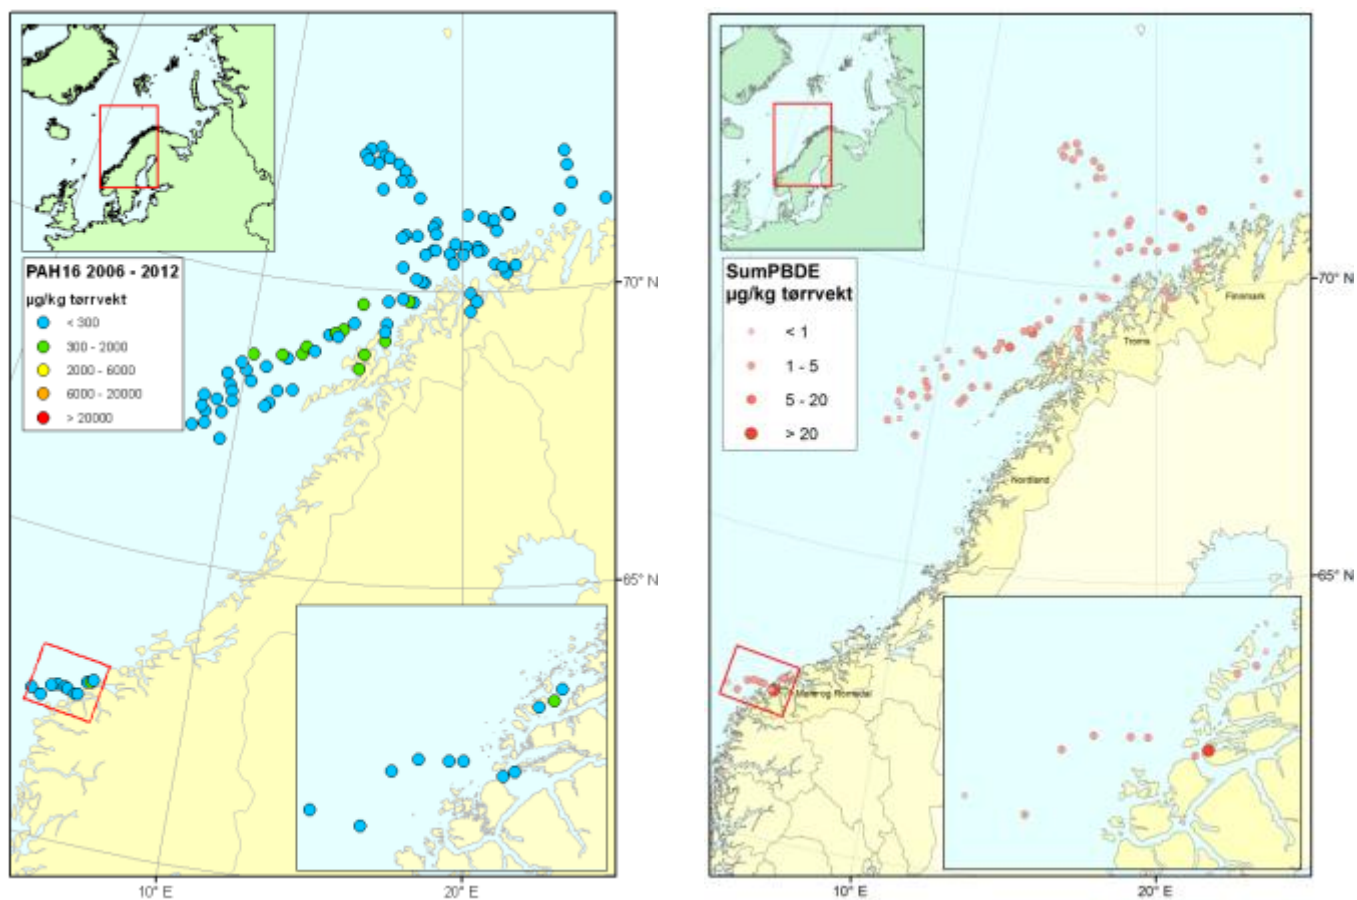 PAH16 2006 - 2012
µg/kg tørrvekt
< 300
300 - 2000
2000 - 6000
6000 - 20000
> 20000
70° N
65° N
10° E
20° E
SumPBDE
µg/kg tørrvekt
< 1
1 - 5
5 - 20
> 20
Finnmark
Troms
Nordland
Møre og Romsdal
70° N
65° N
10° E
20° E